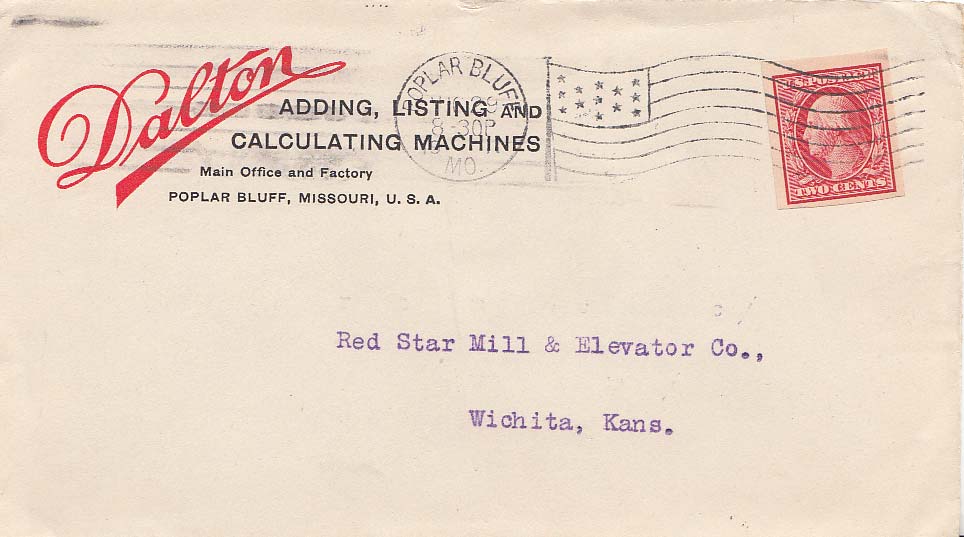 Dalton
ADDING, LISTING AND
CALCULATING MACHINES
Main Office and Factory
POPLAR BLUFF, MISSOURI, U. S. A.
POPLAR BLUFF
8-30P
MO.
U.S. POSTAGE
TWO CENTS
Red Star Mill & Elevator Co.,
Wichita, Kans.